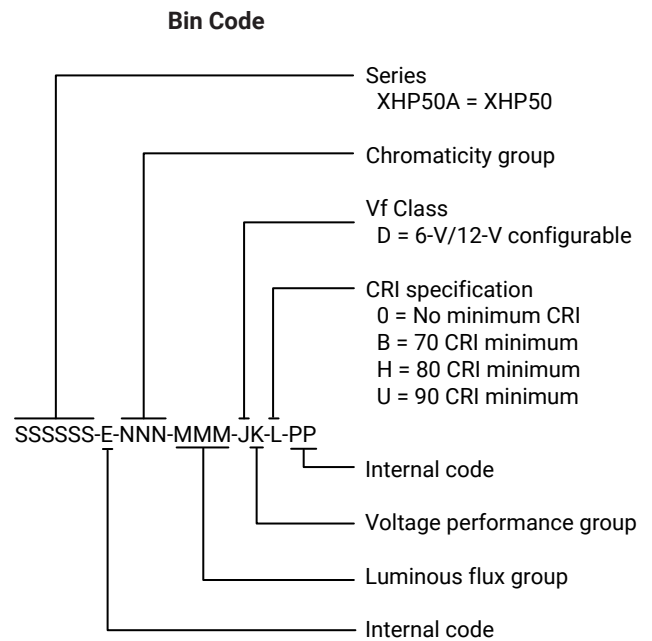 Bin Code
Series
XHP50A = XHP50
Chromaticity group
Vf Class
D = 6-V/12-V configurable
CRI specification
0 = No minimum CRI
B = 70 CRI minimum
H = 80 CRI minimum
U = 90 CRI minimum
SSSSSS-E-NNN-MMM-JK-L-PP
Internal code
Voltage performance group
Luminous flux group
Internal code